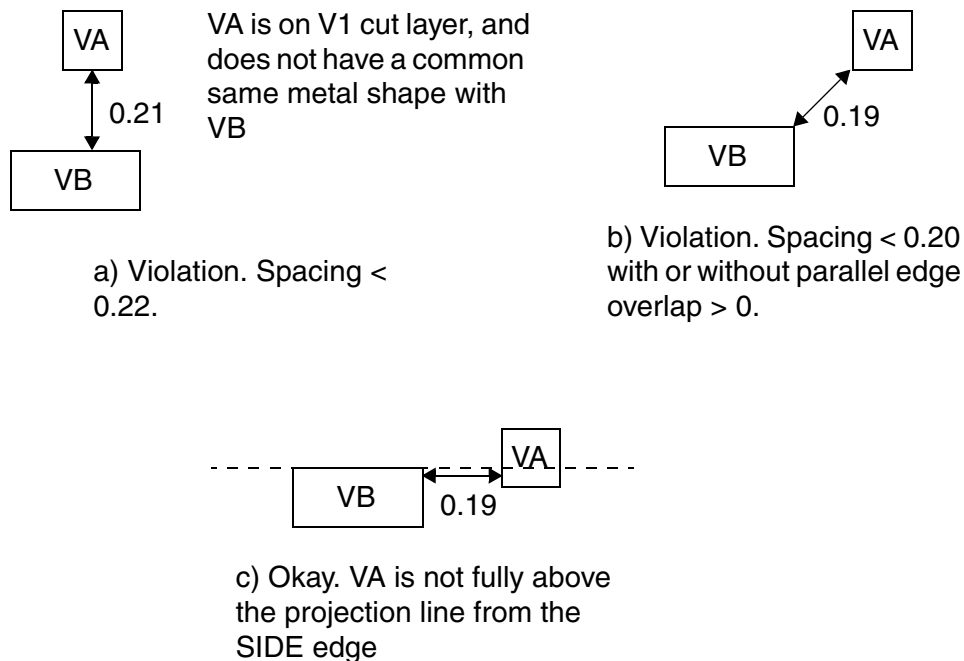 VA
0.21
VB
VA is on V1 cut layer, and
does not have a common
same metal shape with
VB
a) Violation. Spacing <
0.22.
VA
0.19
VB
b) Violation. Spacing < 0.20
with or without parallel edge
overlap > 0.
VA
VB
0.19
c) Okay. VA is not fully above
the projection line from the
SIDE edge